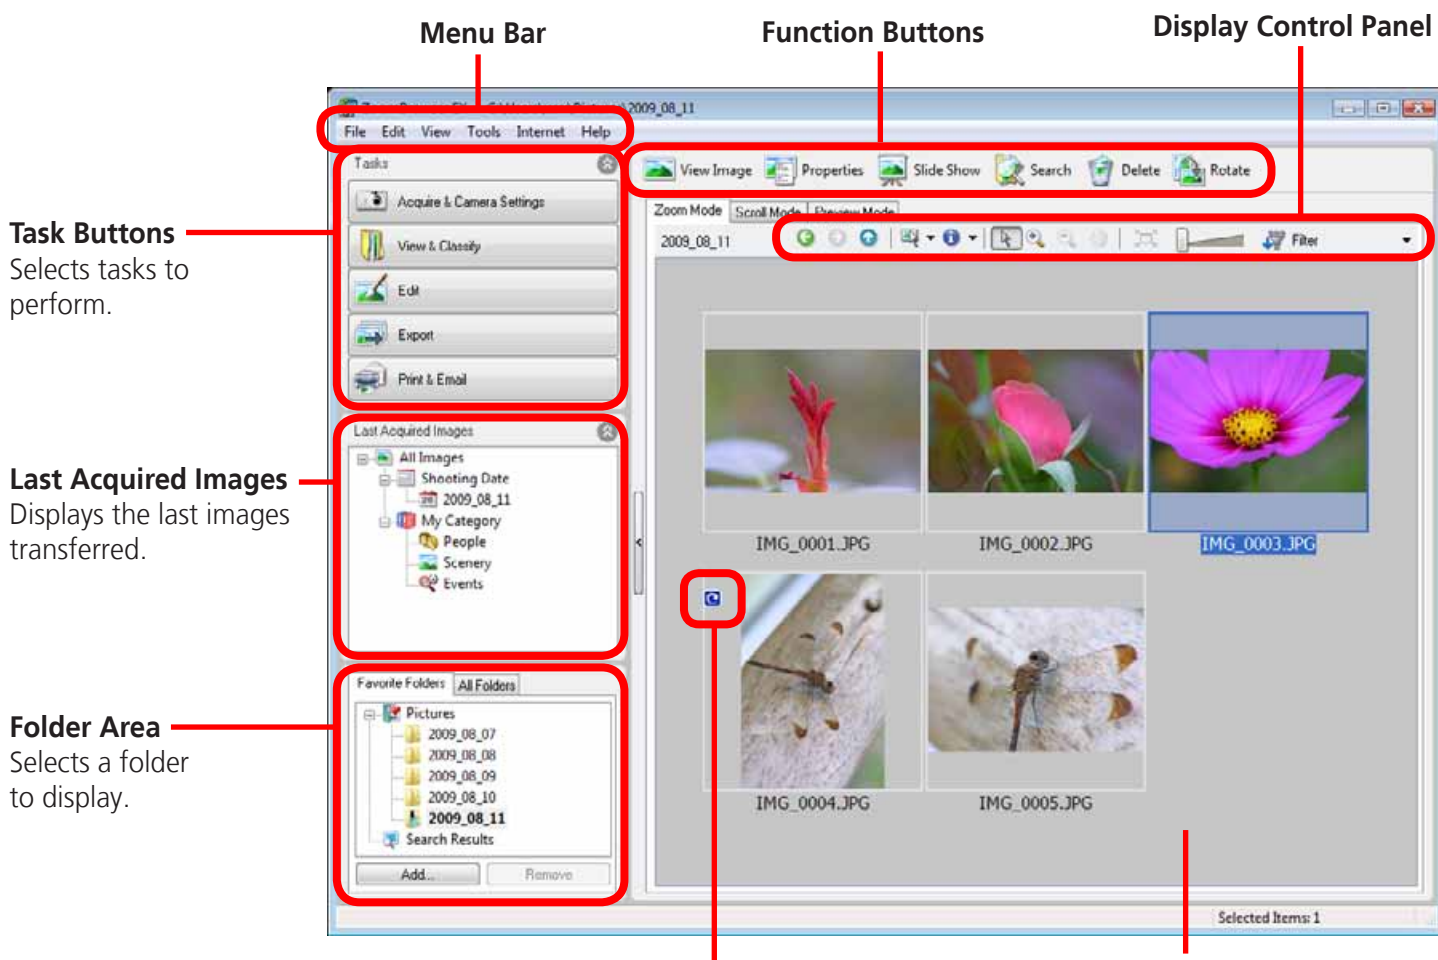 Menu Bar
Function Buttons
Display Control Panel
2009_08_11
File Edit View Tools Internet Help
Tasks
View Image Properties Slide Show Search Delete Rotate
Acquire & Camera Settings
Zoom Mode Scroll Mode Preview Mode
2009_08_11
Filter
Task Buttons
Selects tasks to
perform.
View & Classify
Edit
Export
Print & Email
Last Acquired Images
Displays the last images
transferred.
Last Acquired Images
All Images
Shooting Date
2009_08_11
My Category
People
Scenery
Events
IMG_0001.JPG
IMG_0002.JPG
IMG_0003.JPG
IMG_0004.JPG
IMG_0005.JPG
Folder Area
Selects a folder
to display.
Favorite Folders All Folders
Pictures
2009_08_07
2009_08_08
2009_08_09
2009_08_10
2009_08_11
Search Results
Add... Remove
Selected Items: 1